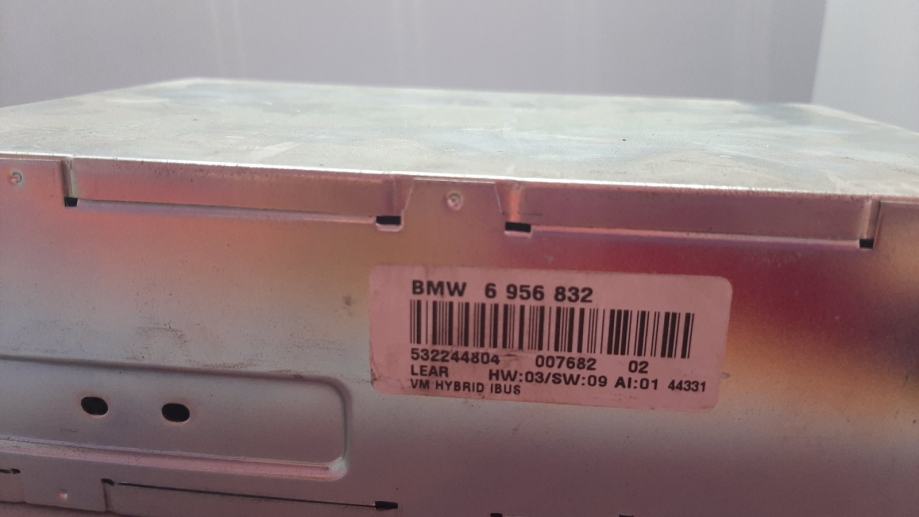 BMW 6 956 832
532244804 007682 02
LEAR HW:03/SW:09 AI:01 44331
VM HYBRID IBUS